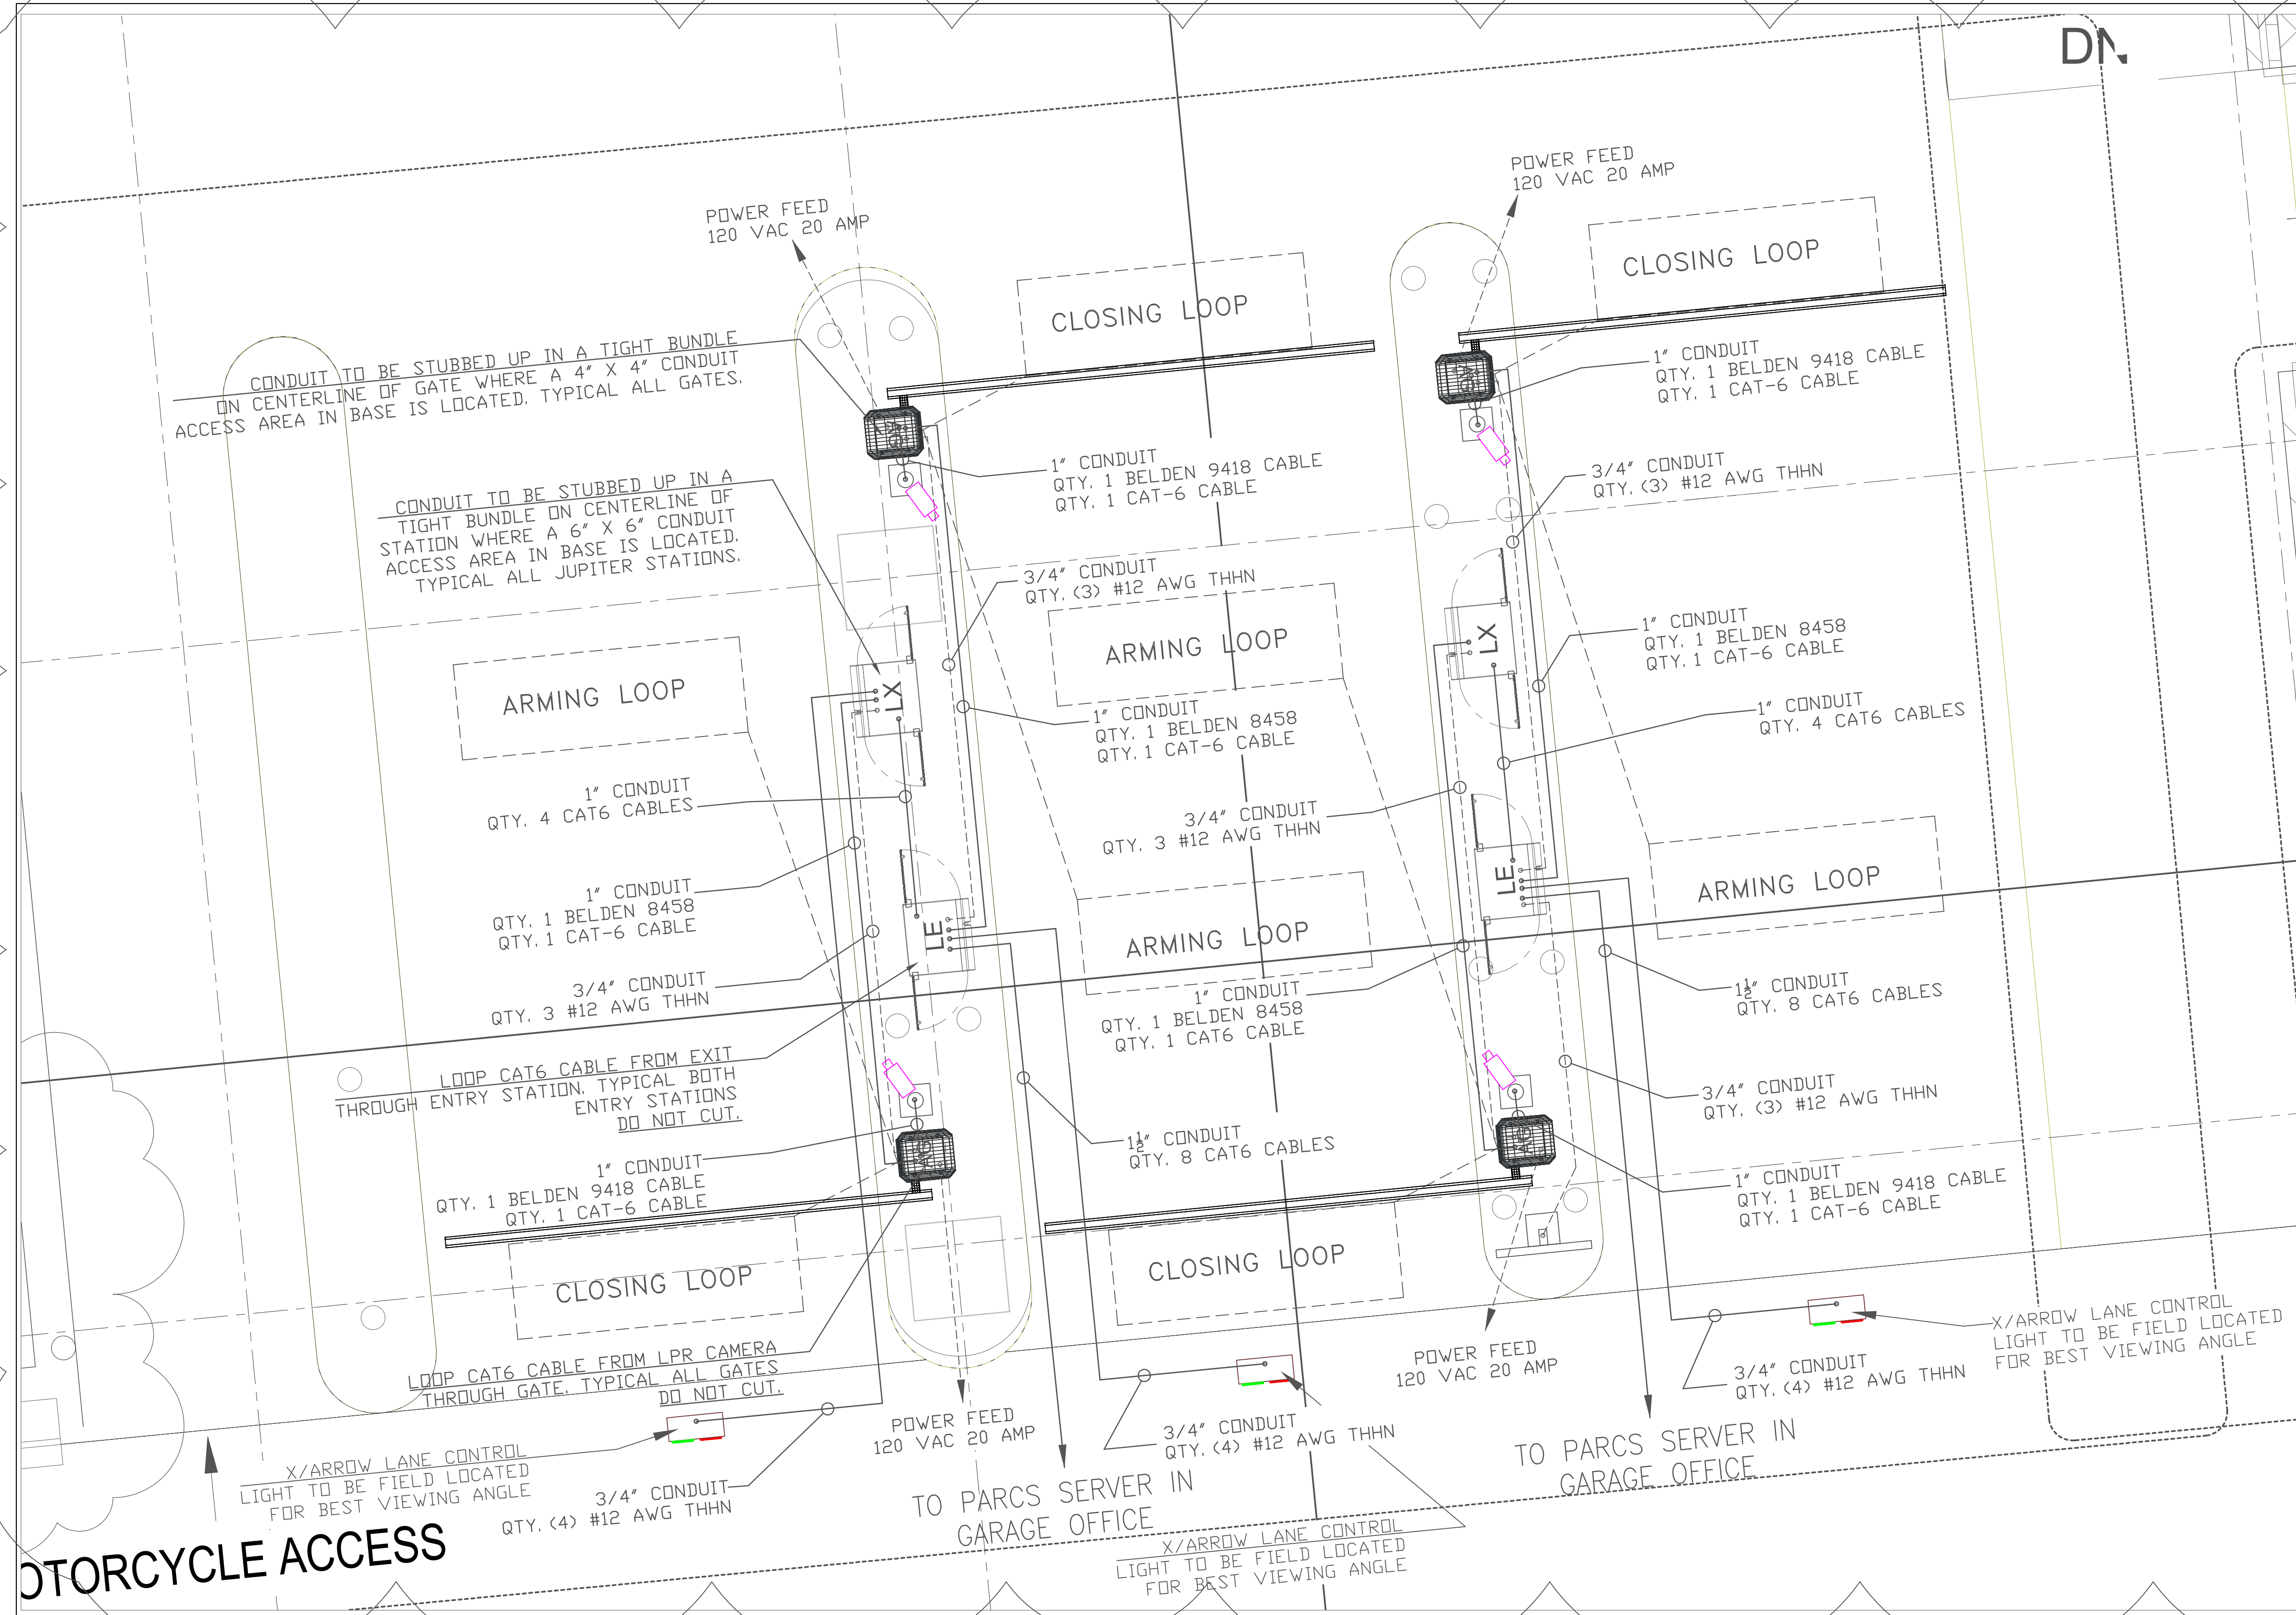 DN
POWER FEED
120 VAC 20 AMP
POWER FEED
120 VAC 20 AMP
CLOSING LOOP
CLOSING LOOP
CONDUIT TO BE STUBBED UP IN A TIGHT BUNDLE
ON CENTERLINE OF GATE WHERE A 4" X 4" CONDUIT
ACCESS AREA IN BASE IS LOCATED. TYPICAL ALL GATES.
1" CONDUIT
QTY. 1 BELDEN 9418 CABLE
QTY. 1 CAT-6 CABLE
1" CONDUIT
QTY. 1 BELDEN 9418 CABLE
QTY. 1 CAT-6 CABLE
3/4" CONDUIT
QTY. (3) #12 AWG THHN
CONDUIT TO BE STUBBED UP IN A
TIGHT BUNDLE ON CENTERLINE OF
STATION WHERE A 6" X 6" CONDUIT
ACCESS AREA IN BASE IS LOCATED.
TYPICAL ALL JUPITER STATIONS.
3/4" CONDUIT
QTY. (3) #12 AWG THHN
ARMING LOOP
LX
ARMING LOOP
LX
1" CONDUIT
QTY. 1 BELDEN 8458
QTY. 1 CAT-6 CABLE
1" CONDUIT
QTY. 1 BELDEN 8458
QTY. 1 CAT-6 CABLE
1" CONDUIT
QTY. 4 CAT6 CABLES
1" CONDUIT
QTY. 4 CAT6 CABLES
3/4" CONDUIT
QTY. 3 #12 AWG THHN
1" CONDUIT
QTY. 1 BELDEN 8458
QTY. 1 CAT-6 CABLE
LE
ARMING LOOP
LE
ARMING LOOP
3/4" CONDUIT
QTY. 3 #12 AWG THHN
1" CONDUIT
QTY. 1 BELDEN 8458
QTY. 1 CAT6 CABLE
1 1/2" CONDUIT
QTY. 8 CAT6 CABLES
LOOP CAT6 CABLE FROM EXIT
THROUGH ENTRY STATION. TYPICAL BOTH
ENTRY STATIONS
DO NOT CUT.
3/4" CONDUIT
QTY. (3) #12 AWG THHN
1 1/2" CONDUIT
QTY. 8 CAT6 CABLES
1" CONDUIT
QTY. 1 BELDEN 9418 CABLE
QTY. 1 CAT-6 CABLE
1" CONDUIT
QTY. 1 BELDEN 9418 CABLE
QTY. 1 CAT-6 CABLE
CLOSING LOOP
CLOSING LOOP
LOOP CAT6 CABLE FROM LPR CAMERA
THROUGH GATE. TYPICAL ALL GATES
DO NOT CUT.
POWER FEED
120 VAC 20 AMP
POWER FEED
120 VAC 20 AMP
X/ARROW LANE CONTROL
LIGHT TO BE FIELD LOCATED
FOR BEST VIEWING ANGLE
3/4" CONDUIT
QTY. (4) #12 AWG THHN
3/4" CONDUIT
QTY. (4) #12 AWG THHN
TO PARCS SERVER IN
GARAGE OFFICE
X/ARROW LANE CONTROL
LIGHT TO BE FIELD LOCATED
FOR BEST VIEWING ANGLE
3/4" CONDUIT
QTY. (4) #12 AWG THHN
TO PARCS SERVER IN
GARAGE OFFICE
X/ARROW LANE CONTROL
LIGHT TO BE FIELD LOCATED
FOR BEST VIEWING ANGLE
OTORCYCLE ACCESS